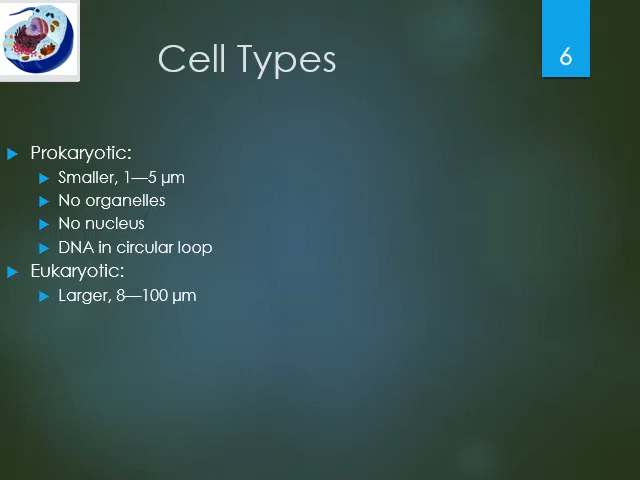 Cell Types
6
Prokaryotic:
Smaller, 1—5 µm
No organelles
No nucleus
DNA in circular loop
Eukaryotic:
Larger, 8—100 µm